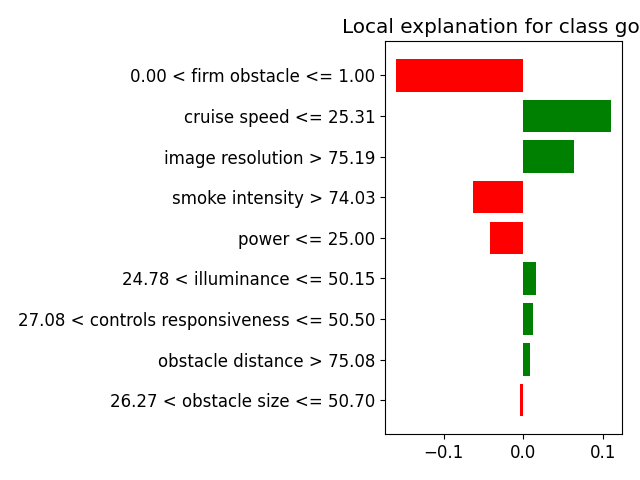 Local explanation for class go
0.00 < firm obstacle <= 1.00
cruise speed <= 25.31
image resolution > 75.19
smoke intensity > 74.03
power <= 25.00
24.78 < illuminance <= 50.15
27.08 < controls responsiveness <= 50.50
obstacle distance > 75.08
26.27 < obstacle size <= 50.70
−0.1 0.0 0.1